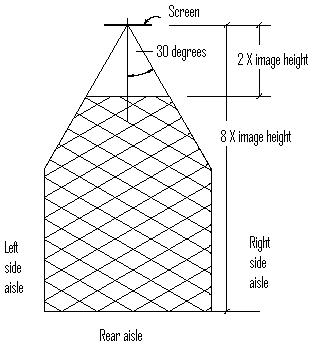 Screen
30 degrees
2 X image height
8 X image height
Left
side
aisle
Right
side
aisle
Rear aisle